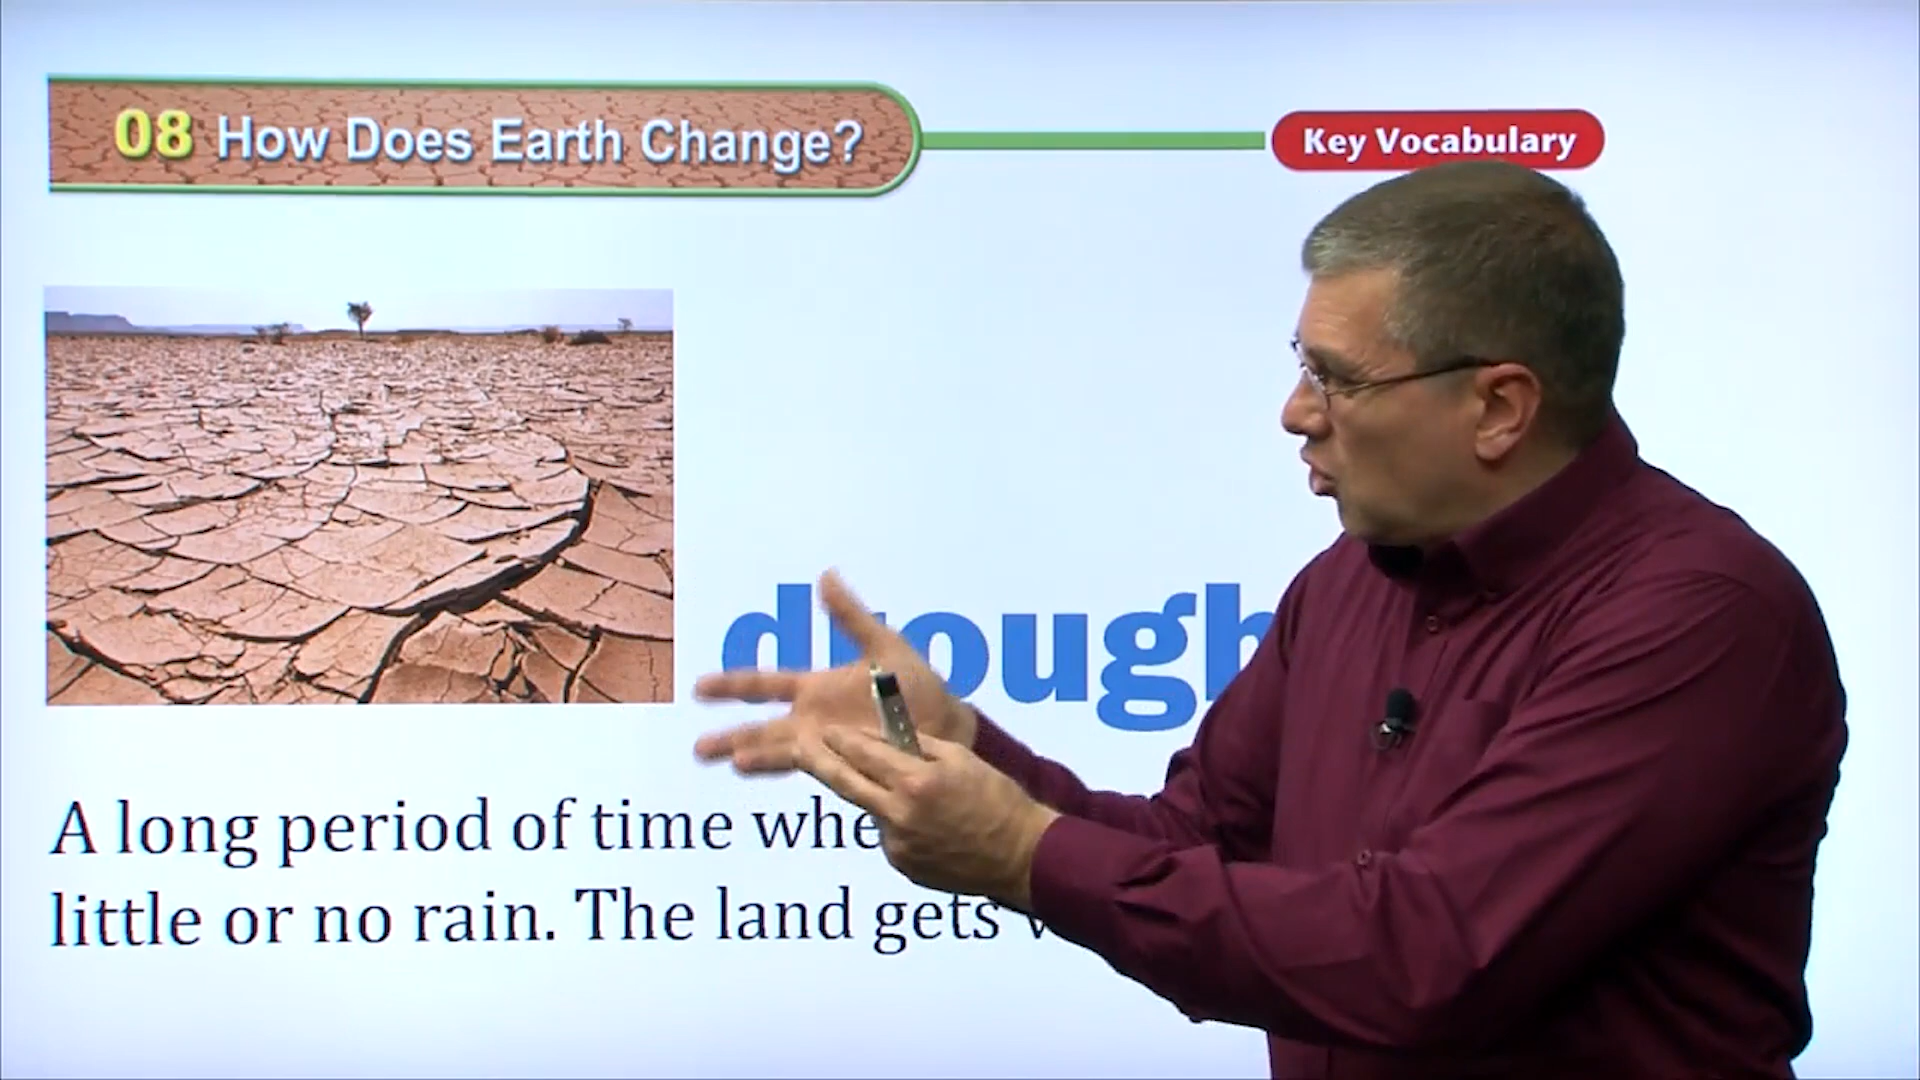 08 How Does Earth Change?
Key Vocabulary
A long period of time
little or no rain. The land gets